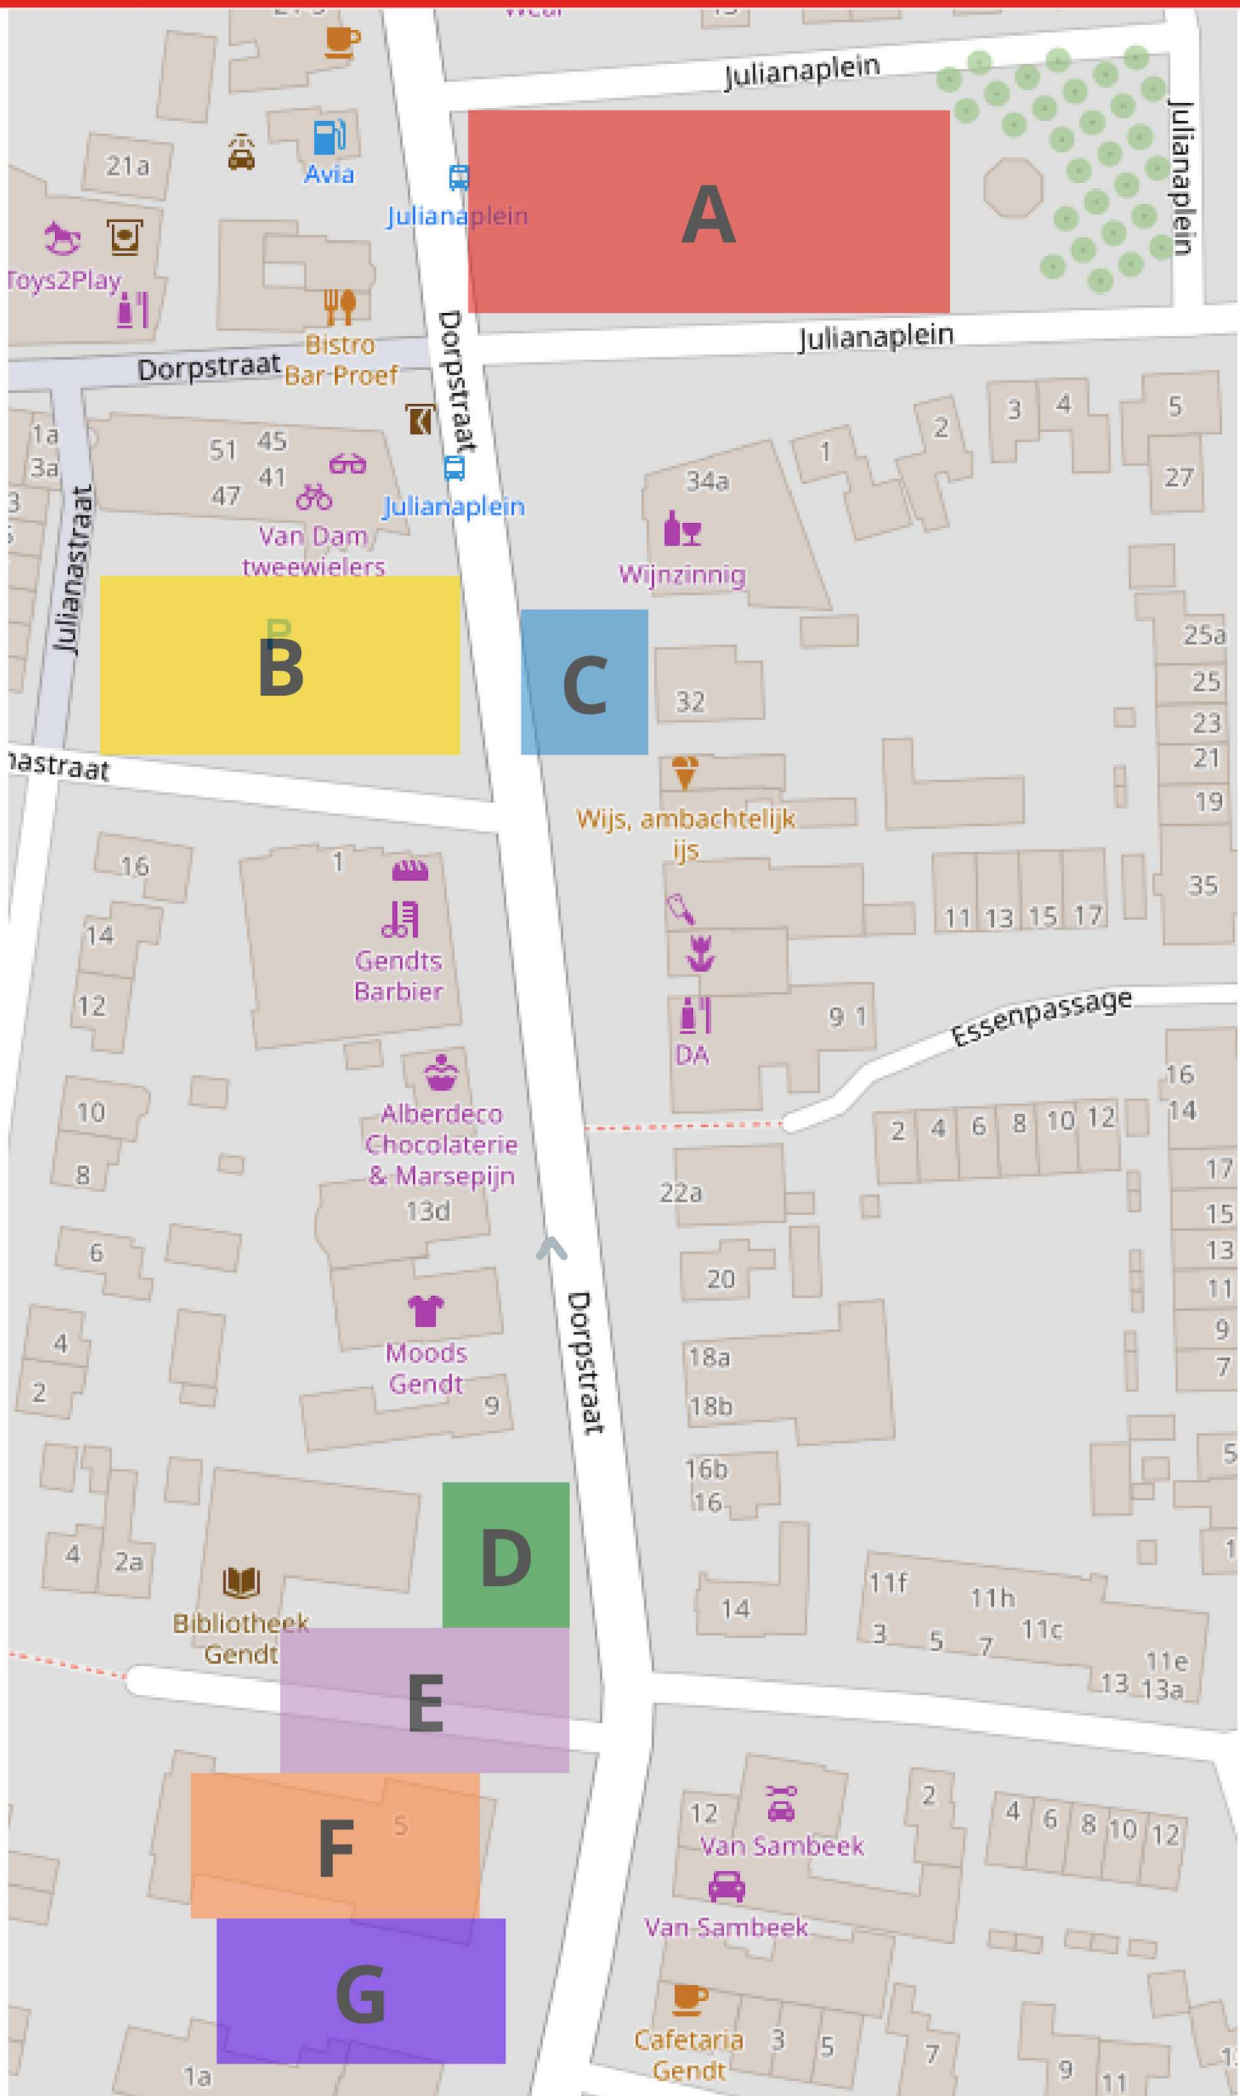 Julianaplein
Julianaplein
21a
Avia
Julianaplein
A
Toys2Play
Bistro
Bar Proef
Dorpstraat
Dorpstraat
Julianaplein
1a
3a
51
45
41
47
Van Dam
tweewielers
Julianaplein
34a
Wijnzinnig
1
2
3
4
5
27
Julianastraat
B
B
C
32
25a
25
23
21
19
35
nastraat
Wijs, ambachtelijk
ijs
16
14
12
1
Gendts
Barbier
11
13
15
17
DA
9
1
Essenpassage
10
8
Alberdeco
Chocolaterie
& Marsepijn
13d
2
4
6
8
10
12
16
14
22a
20
17
15
13
11
9
7
6
4
2
Moods
Gendt
9
Dorpstraat
18a
18b
16b
16
14
D
4
2a
Bibliotheek
Gendt
E
11f
11h
11c
3
5
7
11e
13
13a
F
5
12
Van Sambeek
Van Sambeek
2
4
6
8
10
12
G
1a
Cafetaria
Gendt
3
5
7
9
11